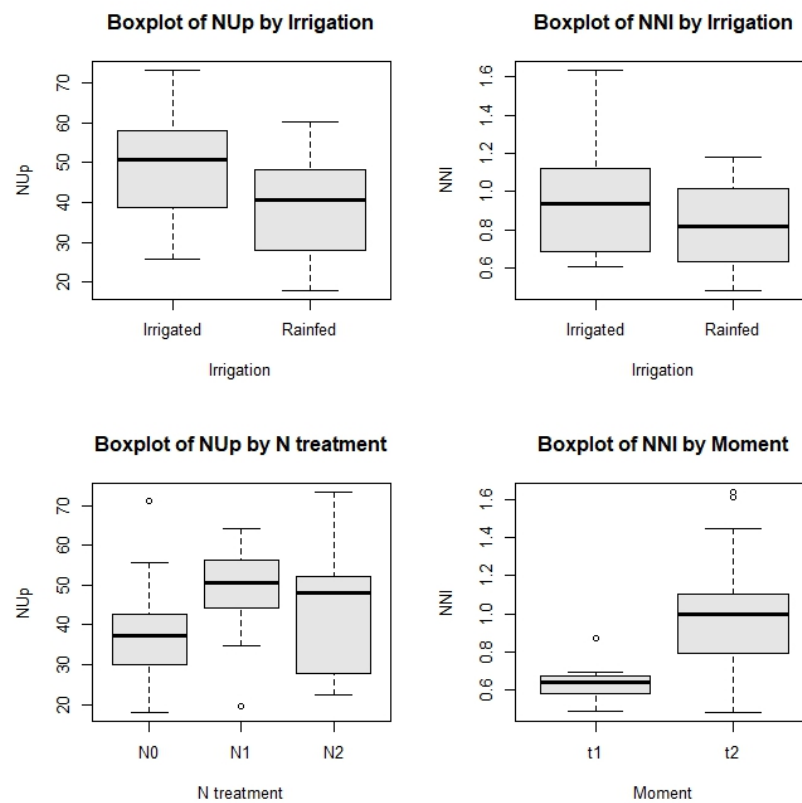 Boxplot of NUp by Irrigation
NUp
70
60
50
40
30
20
Irrigated Rainfed
Irrigation
Boxplot of NNI by Irrigation
NNI
1.6
1.4
1.2
1.0
0.8
0.6
Irrigated Rainfed
Irrigation
Boxplot of NUp by N treatment
NUp
70
60
50
40
30
20
N0 N1 N2
N treatment
Boxplot of NNI by Moment
NNI
1.6
1.4
1.2
1.0
0.8
0.6
t1 t2
Moment